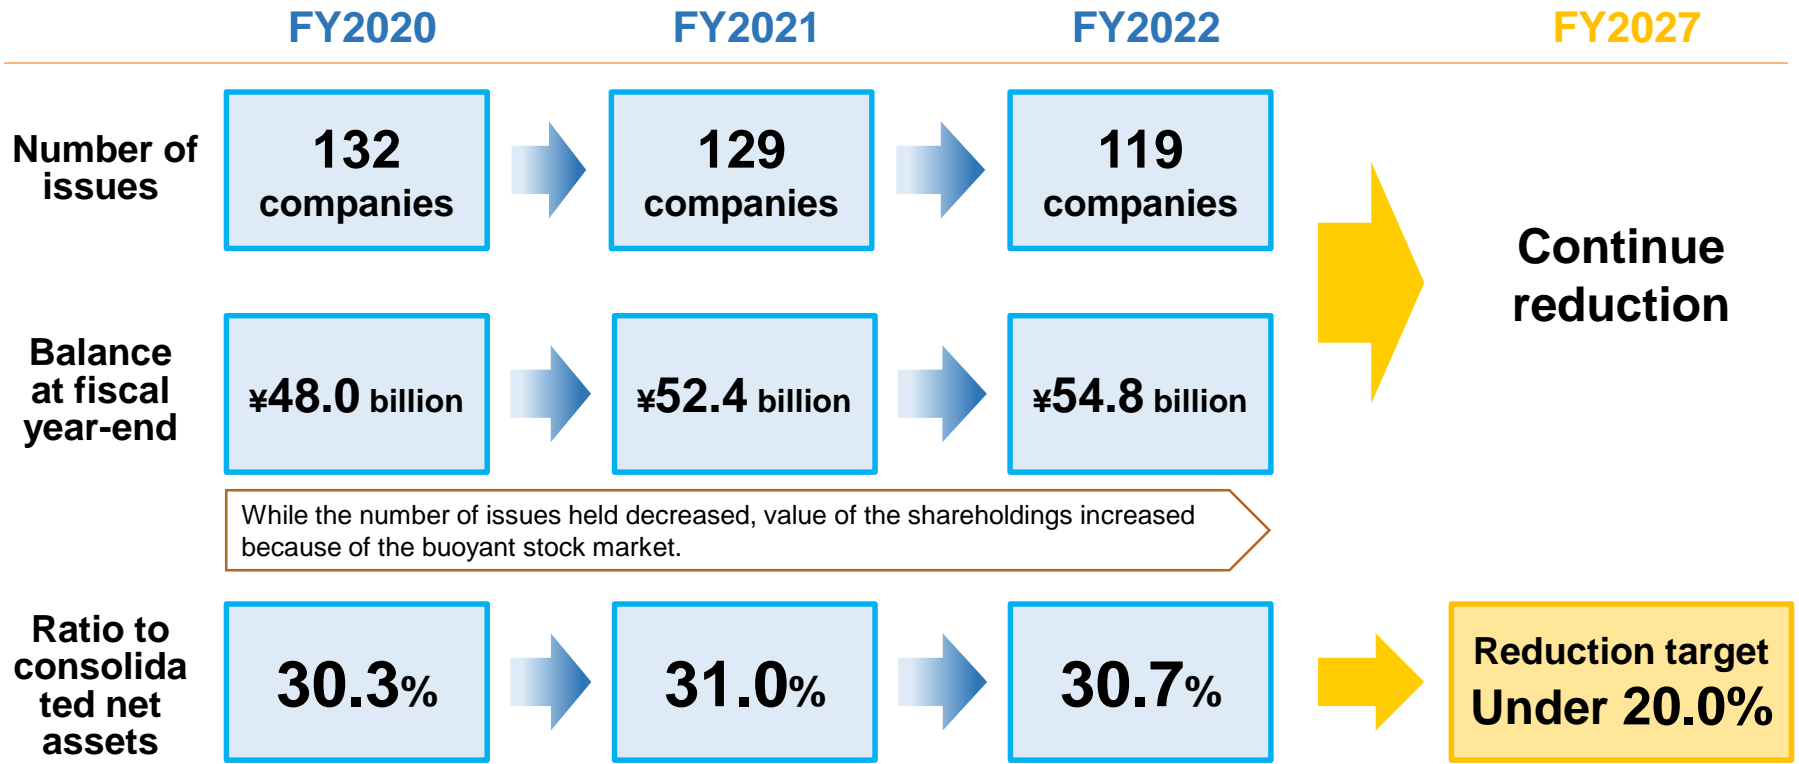 FY2020 FY2021 FY2022 FY2027
Number of
issues
132
companies
129
companies
119
companies
Continue
reduction
Balance
at fiscal
year-end
¥48.0 billion
¥52.4 billion
¥54.8 billion
While the number of issues held decreased, value of the shareholdings increased
because of the buoyant stock market.
Ratio to
consolida
ted net
assets
30.3%
31.0%
30.7%
Reduction target
Under 20.0%